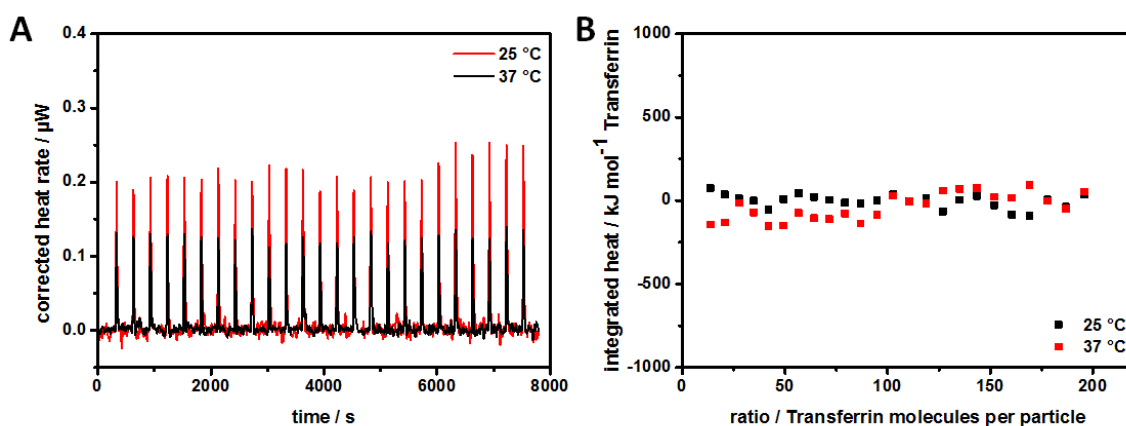 A
corrected heat rate / µW
0.4
0.3
0.2
0.1
0.0
25 °C
37 °C
0
2000
4000
6000
8000
time / s
B
integrated heat / kJ mol⁻¹ Transferrin
1000
500
0
-500
-1000
25 °C
37 °C
0
50
100
150
200
ratio / Transferrin molecules per particle